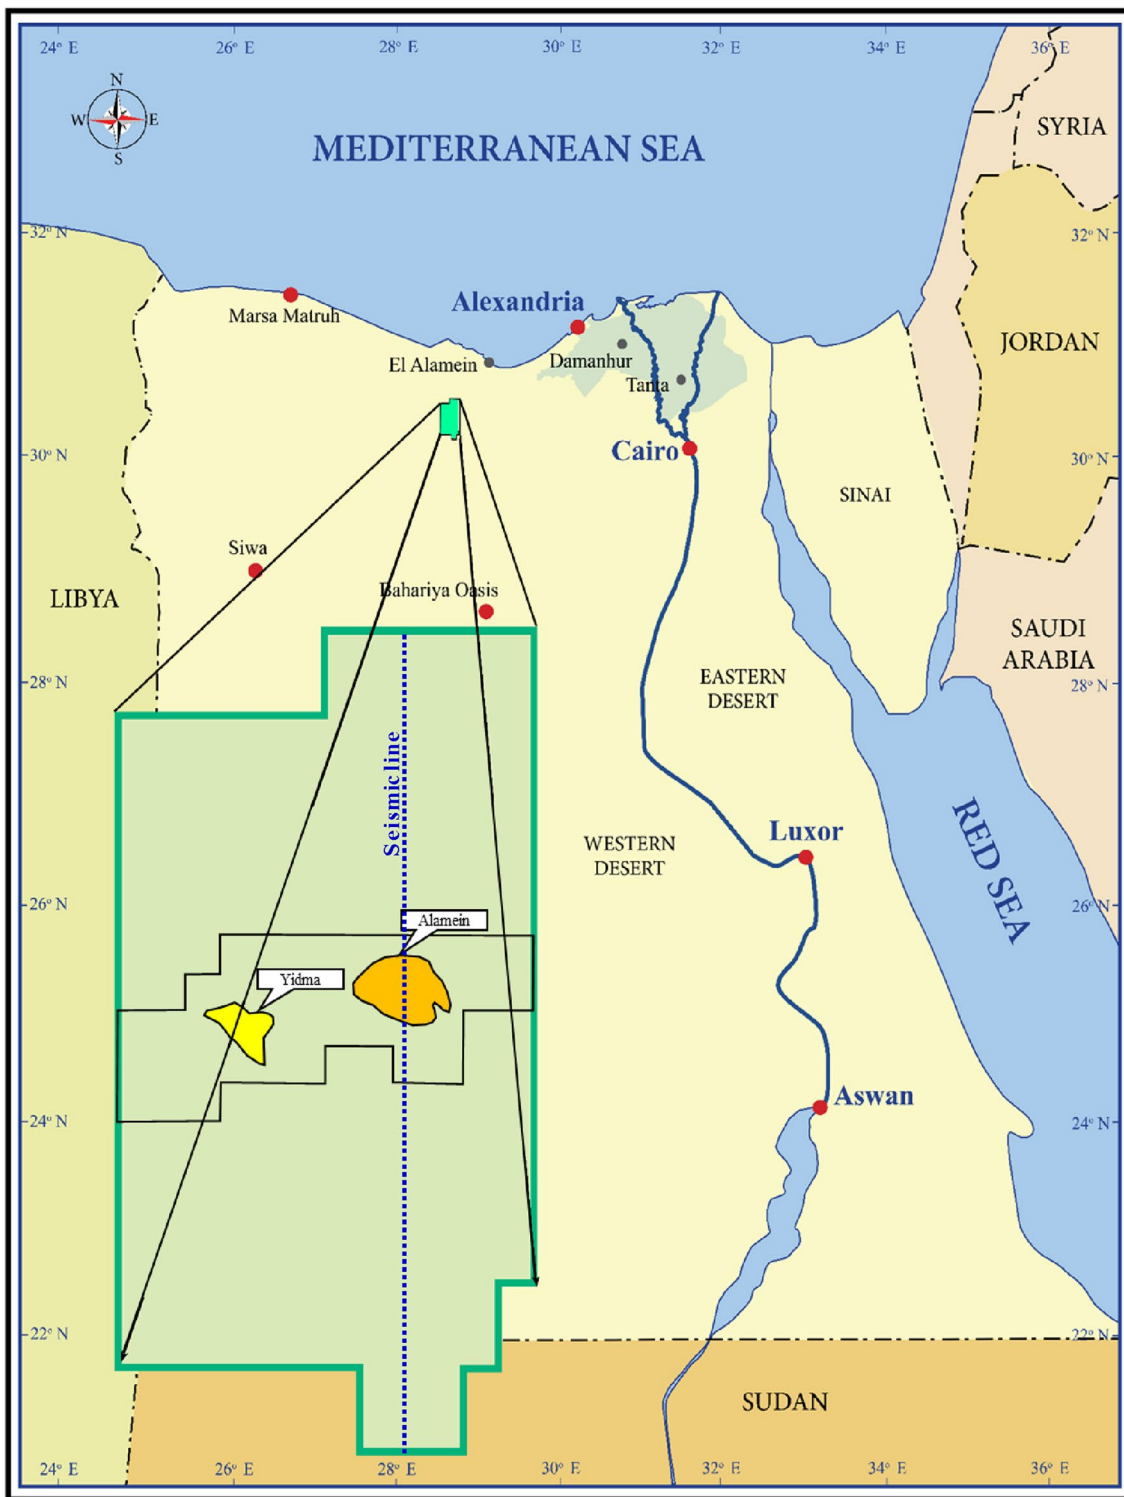 24° E 26° E 28° E 30° E 32° E 34° E 36° E
N
W E
S
SYRIA
MEDITERRANEAN SEA
32° N 32° N
Marsa Matruh
Alexandria
JORDAN
El Alamein
Damanhur
Tanta
30° N 30° N
Cairo
SINAI
Siwa
Bahariya Oasis
LIBYA
SAUDI
ARABIA
28° N 28° N
EASTERN
DESERT
Seismic line
Luxor
WESTERN
DESERT
RED SEA
26° N 26° N
Alamein
Yidma
Aswan
24° N 24° N
22° N 22° N
SUDAN
24° E 26° E 28° E 30° E 32° E 34° E 36° E